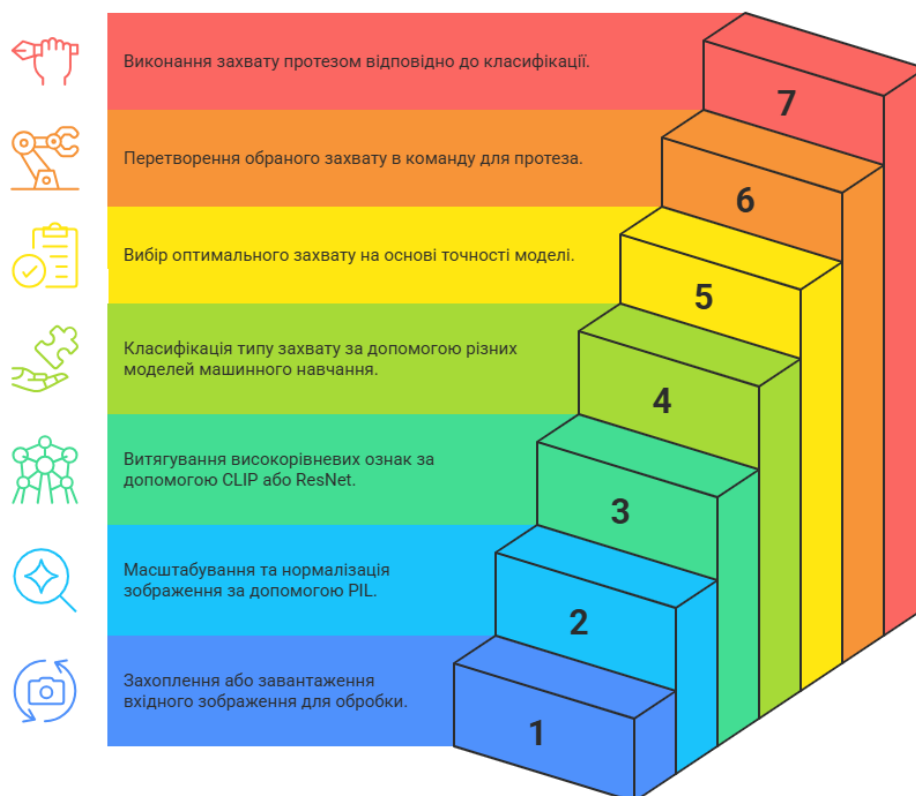 Виконання захвату протезом відповідно до класифікації.
7
Перетворення обраного захвату в команду для протеза.
6
Вибір оптимального захвату на основі точності моделі.
5
Класифікація типу захвату за допомогою різних
моделей машинного навчання.
4
Витягування високорівневих ознак за
допомогою CLIP або ResNet.
3
Масштабування та нормалізація
зображення за допомогою PIL.
2
Захоплення або завантаження
вхідного зображення для обробки.
1